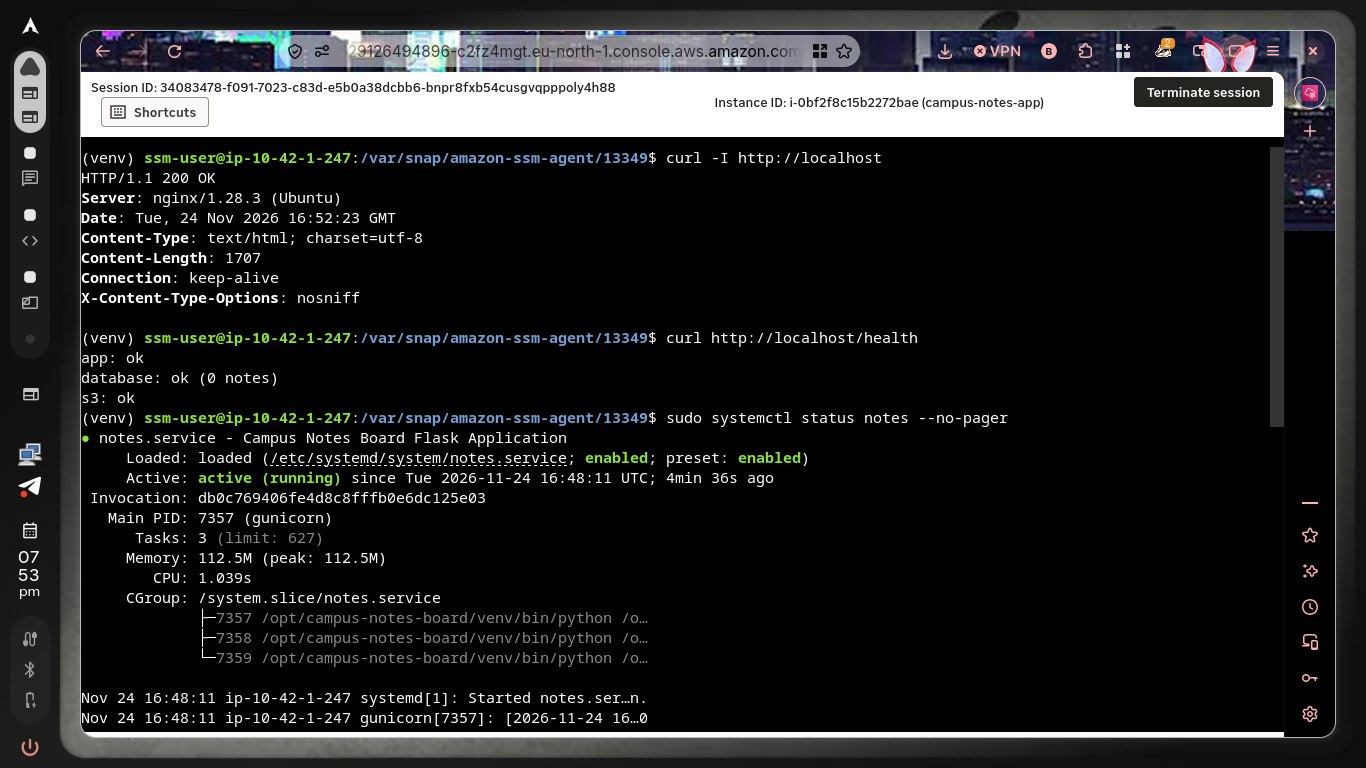 29126494896-c2fz4mgt.eu-north-1.console.aws.amazon.com
VPN
B
2
Session ID: 34083478-f091-7023-c83d-e5b0a38dcbb6-bnpr8fxb54cusgvqpppoly4h88
Shortcuts
Instance ID: i-0bf2f8c15b2272bae (campus-notes-app)
Terminate session
(venv) ssm-user@ip-10-42-1-247:/var/snap/amazon-ssm-agent/13349$ curl -I http://localhost
HTTP/1.1 200 OK
Server: nginx/1.28.3 (Ubuntu)
Date: Tue, 24 Nov 2026 16:52:23 GMT
Content-Type: text/html; charset=utf-8
Content-Length: 1707
Connection: keep-alive
X-Content-Type-Options: nosniff
(venv) ssm-user@ip-10-42-1-247:/var/snap/amazon-ssm-agent/13349$ curl http://localhost/health
app: ok
database: ok (0 notes)
s3: ok
(venv) ssm-user@ip-10-42-1-247:/var/snap/amazon-ssm-agent/13349$ sudo systemctl status notes --no-pager
● notes.service - Campus Notes Board Flask Application
Loaded: loaded (/etc/systemd/system/notes.service; enabled; preset: enabled)
Active: active (running) since Tue 2026-11-24 16:48:11 UTC; 4min 36s ago
Invocation: db0c769406fe4d8c8fffb0e6dc125e03
Main PID: 7357 (gunicorn)
Tasks: 3 (limit: 627)
Memory: 112.5M (peak: 112.5M)
CPU: 1.039s
CGroup: /system.slice/notes.service
├─7357 /opt/campus-notes-board/venv/bin/python /o…
├─7358 /opt/campus-notes-board/venv/bin/python /o…
└─7359 /opt/campus-notes-board/venv/bin/python /o…
Nov 24 16:48:11 ip-10-42-1-247 systemd[1]: Started notes.ser…n.
Nov 24 16:48:11 ip-10-42-1-247 gunicorn[7357]: [2026-11-24 16…0
07
53
pm